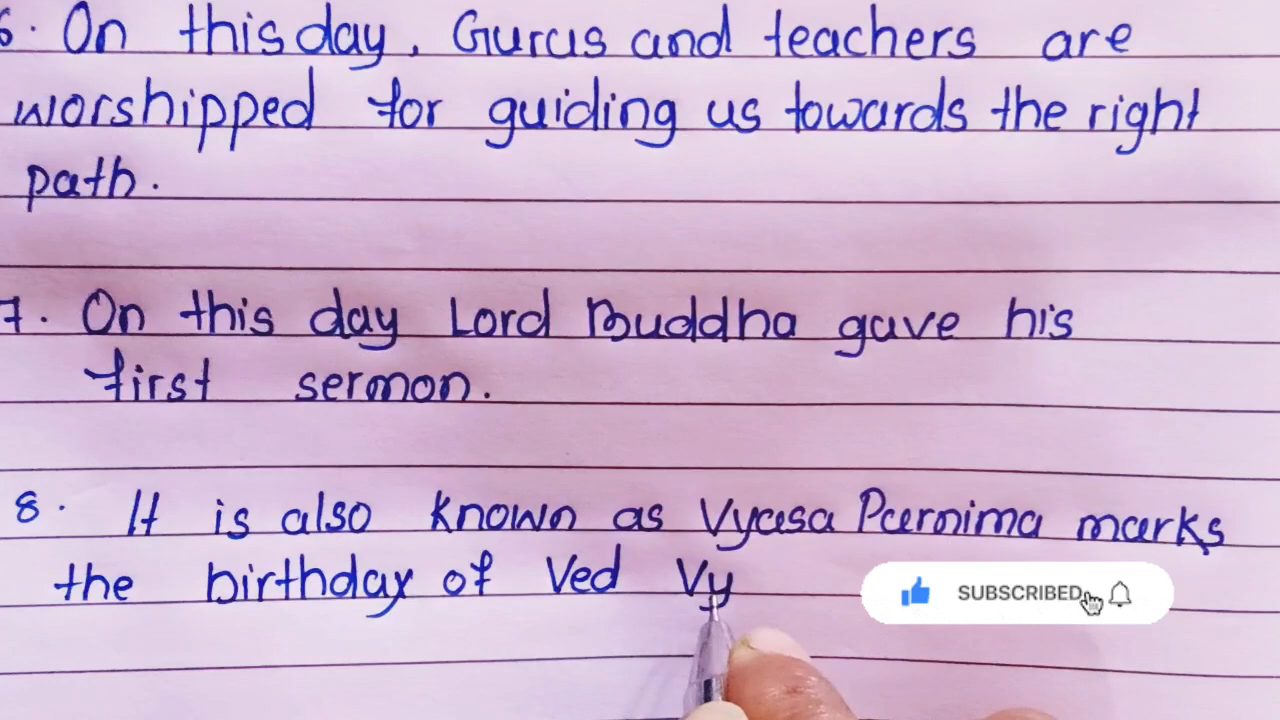 6. On this day, Gurus and teachers are
worshipped for guiding us towards the right
path.
7. On this day Lord Buddha gave his
first sermon.
8. It is also known as Vyasa Purnima marks
the birthday of Ved Vy
SUBSCRIBED